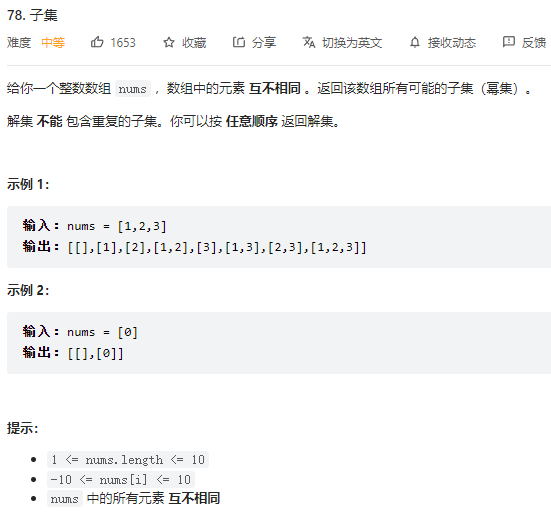 78. 子集
难度 中等 1653 收藏 分享 切换为英文 接收动态 反馈
给你一个整数数组 nums ，数组中的元素 互不相同 。返回该数组所有可能的子集（幂集）。
解集 不能 包含重复的子集。你可以按 任意顺序 返回解集。
示例 1：
输入：nums = [1,2,3]
输出：[[],[1],[2],[1,2],[3],[1,3],[2,3],[1,2,3]]
示例 2：
输入：nums = [0]
输出：[[],[0]]
提示：
1 <= nums.length <= 10
-10 <= nums[i] <= 10
nums 中的所有元素 互不相同